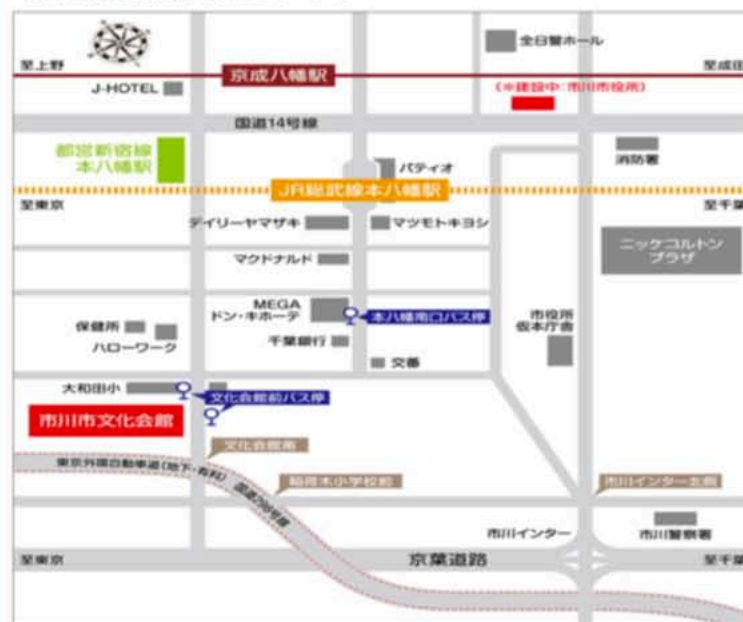 全日警ホール
至上野
京成八幡駅
至成田
J-HOTEL
(※建設中:市川市役所)
国道14号線
都営新宿線
本八幡駅
消防署
パティオ
JR総武線本八幡駅
至東京
至千葉
デイリーヤマザキ
マツモトキヨシ
ニッケコルトン
プラザ
マクドナルド
MEGA
ドン・キホーテ
本八幡南口バス停
市役所
仮本庁舎
保健所
ハローワーク
千葉銀行
交番
大和田小
文化会館前バス停
市川市文化会館
文化会館南
東京外国自動車道(地下・有料)
国道298号線
稲荷木小学校前
市川インター北側
市川インター
市川警察署
至東京
京葉道路
至千葉